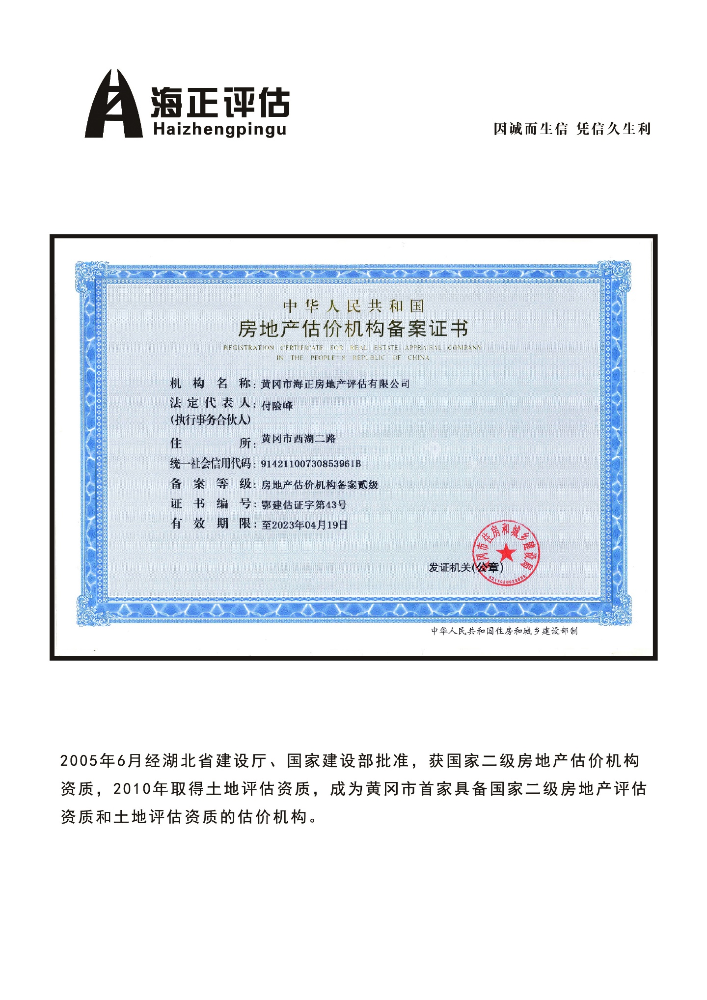 海正评估
Haizhengpingu
因诚而生信 凭信久生利
中华人民共和国
房地产估价机构备案证书
REGISTRATION CERTIFICATE FOR REAL ESTATE APPRAISAL COMPANY
IN THE PEOPLE'S REPUBLIC OF CHINA
机构名称：黄冈市海正房地产评估有限公司
法定代表人：付险峰
(执行事务合伙人)
住所：黄冈市西湖二路
统一社会信用代码：91421100730853961B
备案等级：房地产估价机构备案贰级
证书编号：鄂建估证字第43号
有效期限：至2023年04月19日
冈市住房和城乡建设局
发证机关(公章)
中华人民共和国住房和城乡建设部制
2005年6月经湖北省建设厅、国家建设部批准，获国家二级房地产估价机构
资质，2010年取得土地评估资质，成为黄冈市首家具备国家二级房地产评估
资质和土地评估资质的估价机构。